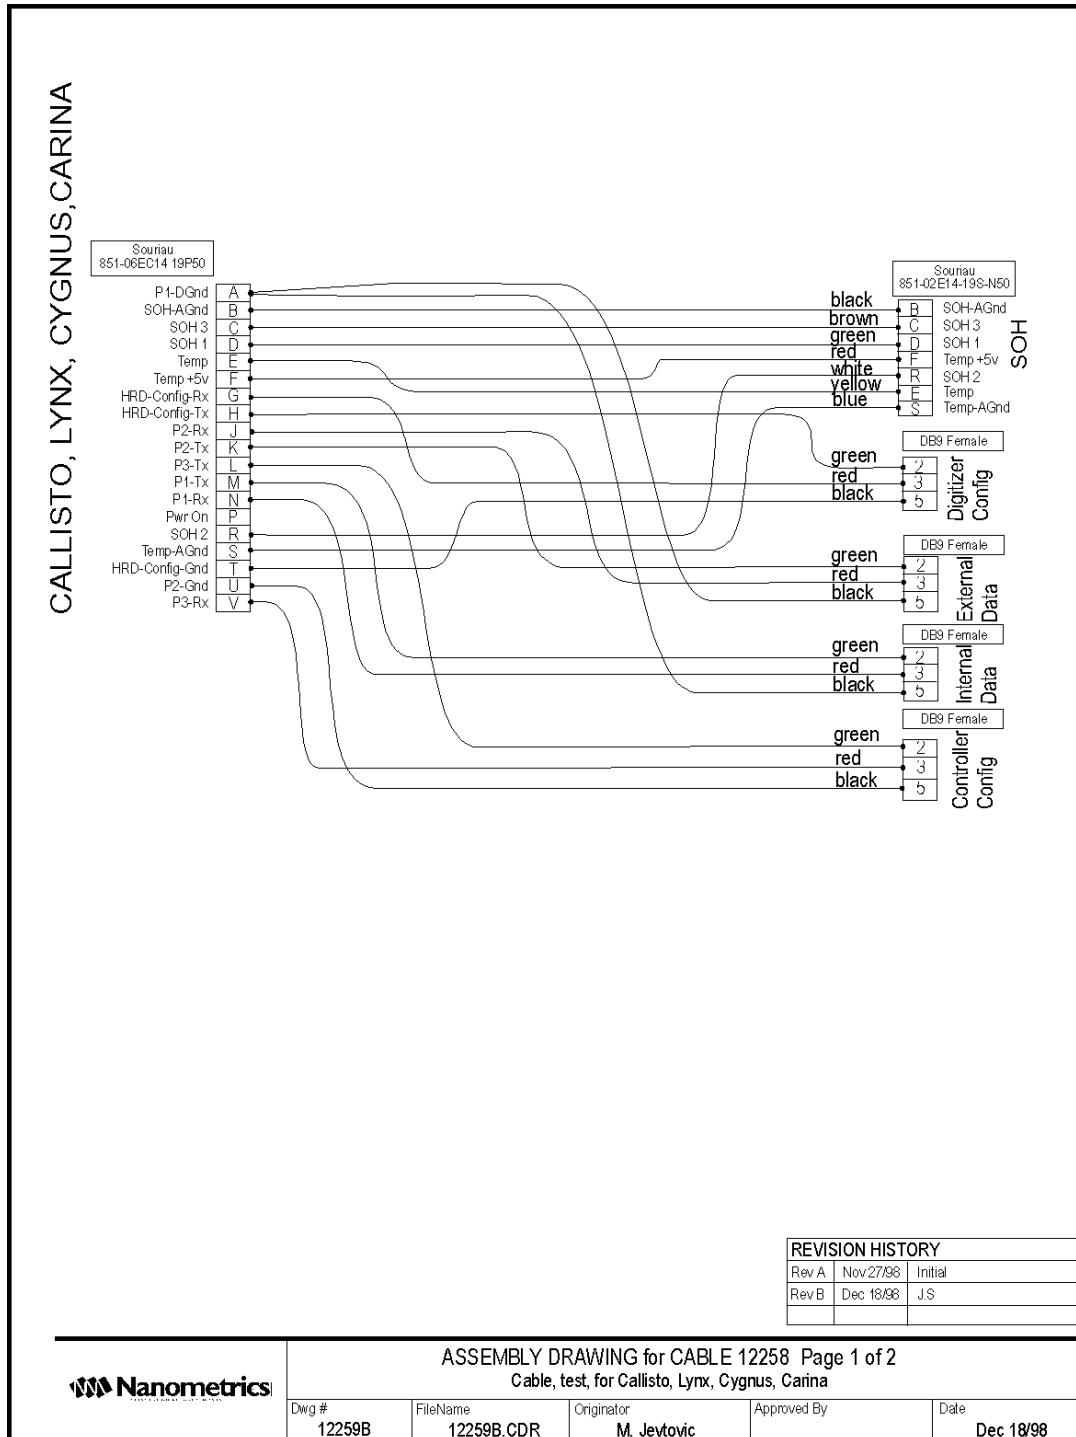 CALLISTO, LYNX, CYGNUS,CARINA
Souriau
851-06EC14 19P50
P1-DGnd A
SOH-AGnd B
SOH 3 C
SOH 1 D
Temp E
Temp +5v F
HRD-Config-Rx G
HRD-Config-Tx H
P2-Rx J
P2-Tx K
P3-Tx L
P1-Tx M
P1-Rx N
Pwr On P
SOH 2 R
Temp-AGnd S
HRD-Config-Gnd T
P2-Gnd U
P3-Rx V
Souriau
851-02E14-19S-N50
black B SOH-AGnd
brown C SOH 3
green D SOH 1
red F Temp +5v
white R SOH 2
yellow E Temp
blue S Temp-AGnd
SOH
DB9 Female
green 2
red 3
black 5
Digitizer
Config
DB9 Female
green 2
red 3
black 5
External
Data
DB9 Female
green 2
red 3
black 5
Internal
Data
DB9 Female
green 2
red 3
black 5
Controller
Config
REVISION HISTORY
Rev A Nov 27/98 Initial
Rev B Dec 18/98 J.S
Nanometrics
ASSEMBLY DRAWING for CABLE 12258 Page 1 of 2
Cable, test, for Callisto, Lynx, Cygnus, Carina
Dwg # FileName Originator Approved By Date
12259B 12259B.CDR M. Jevtovic Dec 18/98